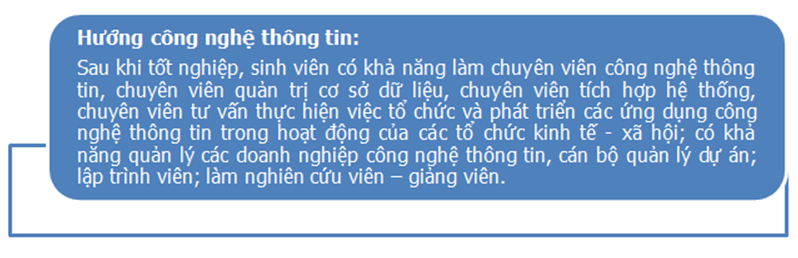 Hướng công nghệ thông tin:
Sau khi tốt nghiệp, sinh viên có khả năng làm chuyên viên công nghệ thông
tin, chuyên viên quản trị cơ sở dữ liệu, chuyên viên tích hợp hệ thống,
chuyên viên tư vấn thực hiện việc tổ chức và phát triển các ứng dụng công
nghệ thông tin trong hoạt động của các tổ chức kinh tế - xã hội; có khả
năng quản lý các doanh nghiệp công nghệ thông tin, cán bộ quản lý dự án;
lập trình viên; làm nghiên cứu viên – giảng viên.